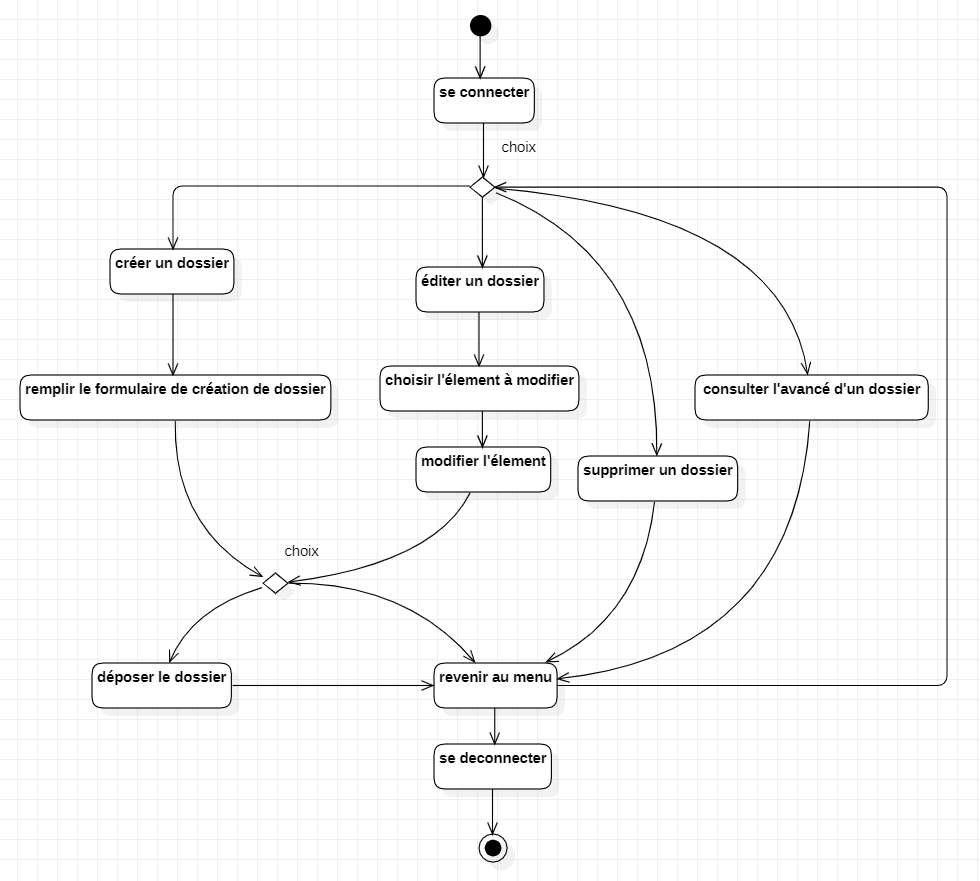 se connecter
choix
créer un dossier
éditer un dossier
choisir l'élement à modifier
remplir le formulaire de création de dossier
consulter l'avancé d'un dossier
modifier l'élement
supprimer un dossier
choix
déposer le dossier
revenir au menu
se deconnecter